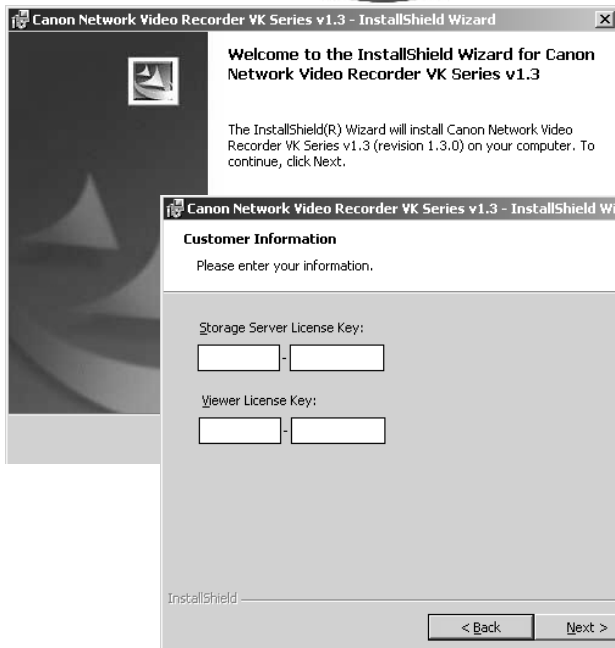 Canon Network Video Recorder VK Series v1.3 - InstallShield Wizard
Welcome to the InstallShield Wizard for Canon
Network Video Recorder VK Series v1.3
The InstallShield(R) Wizard will install Canon Network Video
Recorder VK Series v1.3 (revision 1.3.0) on your computer. To
continue, click Next.
Canon Network Video Recorder VK Series v1.3 - InstallShield Wi
Customer Information
Please enter your information.
Storage Server License Key:
-
Viewer License Key:
-
InstallShield
< Back Next >